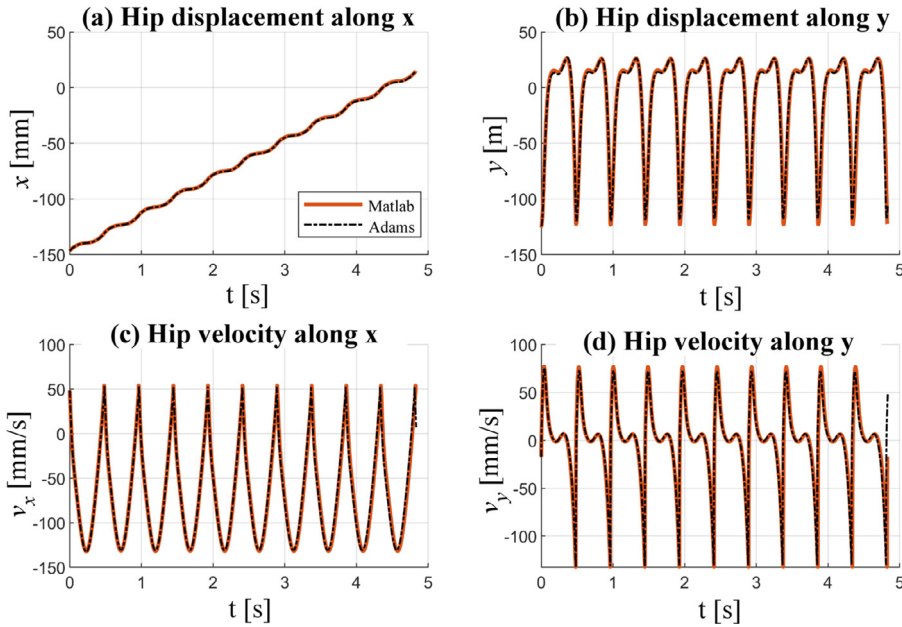 (a) Hip displacement along x
50
0
-50
-100
-150
x [mm]
Matlab
Adams
0 1 2 3 4 5
t [s]
(b) Hip displacement along y
50
0
-50
-100
-150
y [m]
0 1 2 3 4 5
t [s]
(c) Hip velocity along x
100
50
0
-50
-100
-150
vx [mm/s]
0 1 2 3 4 5
t [s]
(d) Hip velocity along y
100
50
0
-50
-100
vy [mm/s]
0 1 2 3 4 5
t [s]